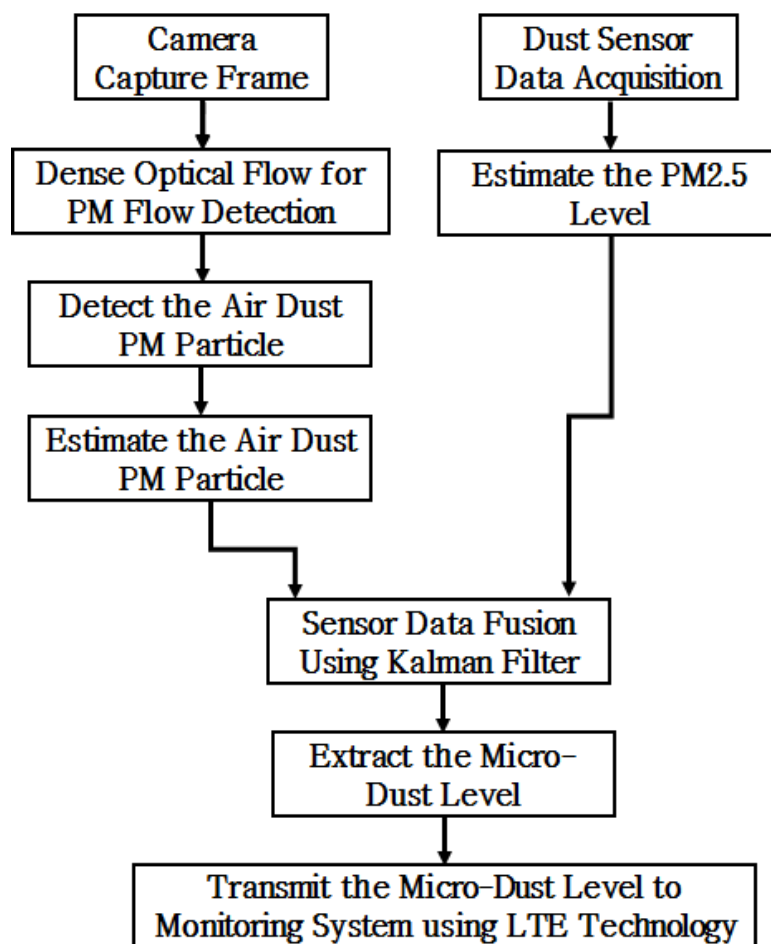 Camera
Capture Frame
Dust Sensor
Data Acquisition
Dense Optical Flow for
PM Flow Detection
Estimate the PM2.5
Level
Detect the Air Dust
PM Particle
Estimate the Air Dust
PM Particle
Sensor Data Fusion
Using Kalman Filter
Extract the Micro-
Dust Level
Transmit the Micro-Dust Level to
Monitoring System using LTE Technology